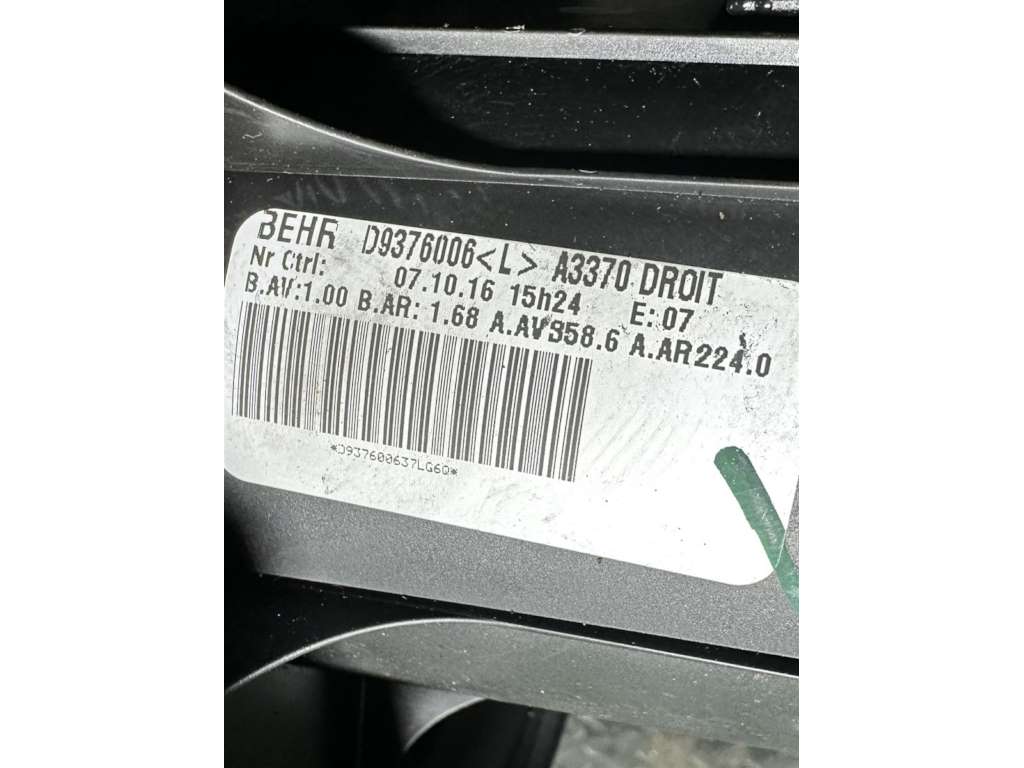 BEHR D9376006<L> A3370 DROIT
Nr Ctrl: 07.10.16 15h24 E: 07
B.AV:1.00 B.AR: 1.68 A.AV358.6 A.AR224.0
*D937600637LG6Q*